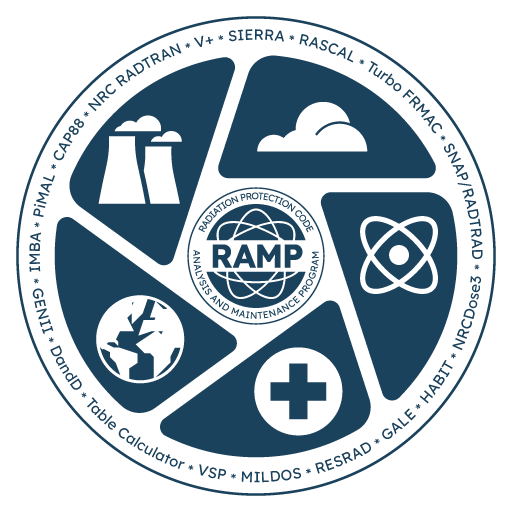 V+ * SIERRA * RASCAL * Turbo FRMAC * SNAP/RADTRAD * NRCDose3 * HABIT * GALE * RESRAD * MILDOS * VSP * Table Calculator * DandD * GENII * IMBA * PiMAL * CAP88 * NRC RADTRAN *
RADIATION PROTECTION CODE
RAMP
ANALYSIS AND MAINTENANCE PROGRAM